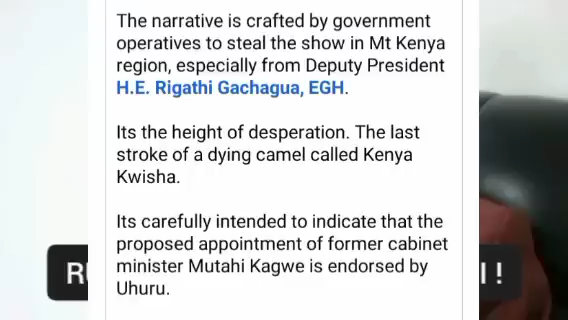 The narrative is crafted by government
operatives to steal the show in Mt Kenya
region, especially from Deputy President
H.E. Rigathi Gachagua, EGH.
Its the height of desperation. The last
stroke of a dying camel called Kenya
Kwisha.
Its carefully intended to indicate that the
proposed appointment of former cabinet
minister Mutahi Kagwe is endorsed by
Uhuru.